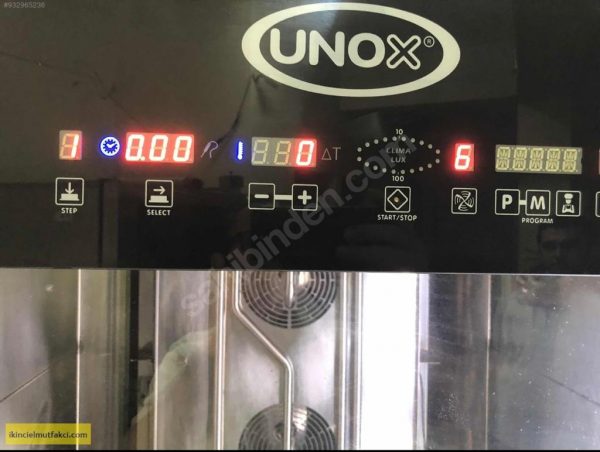 #932965236
UNOX®
1 0.00 R 0 ΔT
10
CLIMA
LUX
100
6
STEP
SELECT
- +
START/STOP
P M
PROGRAM
sahibinden.com
ikincielmutfakci.com